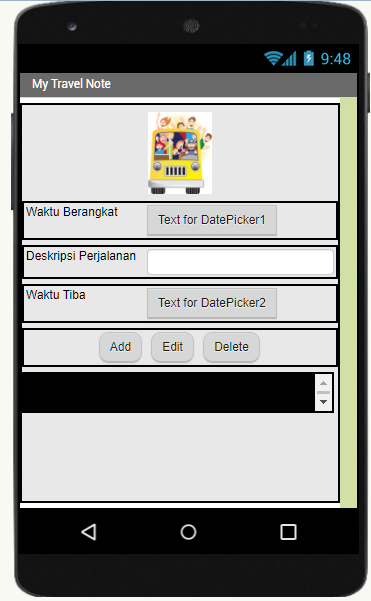 9:48
My Travel Note
Waktu Berangkat
Text for DatePicker1
Deskripsi Perjalanan
Waktu Tiba
Text for DatePicker2
Add Edit Delete